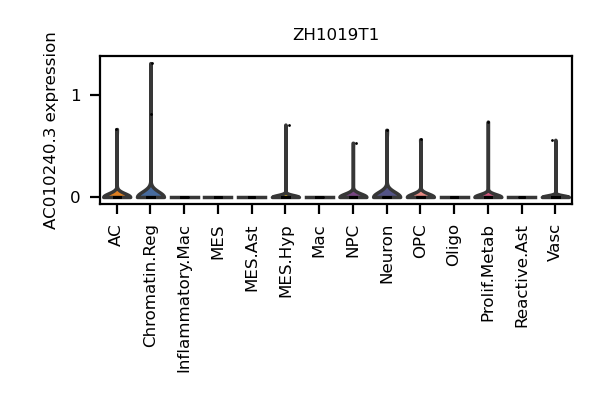 ZH1019T1
AC010240.3 expression
1
0
AC
Chromatin.Reg
Inflammatory.Mac
MES
MES.Ast
MES.Hyp
Mac
NPC
Neuron
OPC
Oligo
Prolif.Metab
Reactive.Ast
Vasc